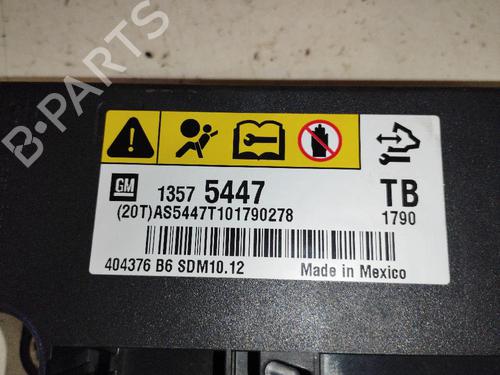 B-PARTS
GM
1357 5447
TB
(20T)AS5447T101790278
1790
404376 B6 SDM10.12
Made in Mexico